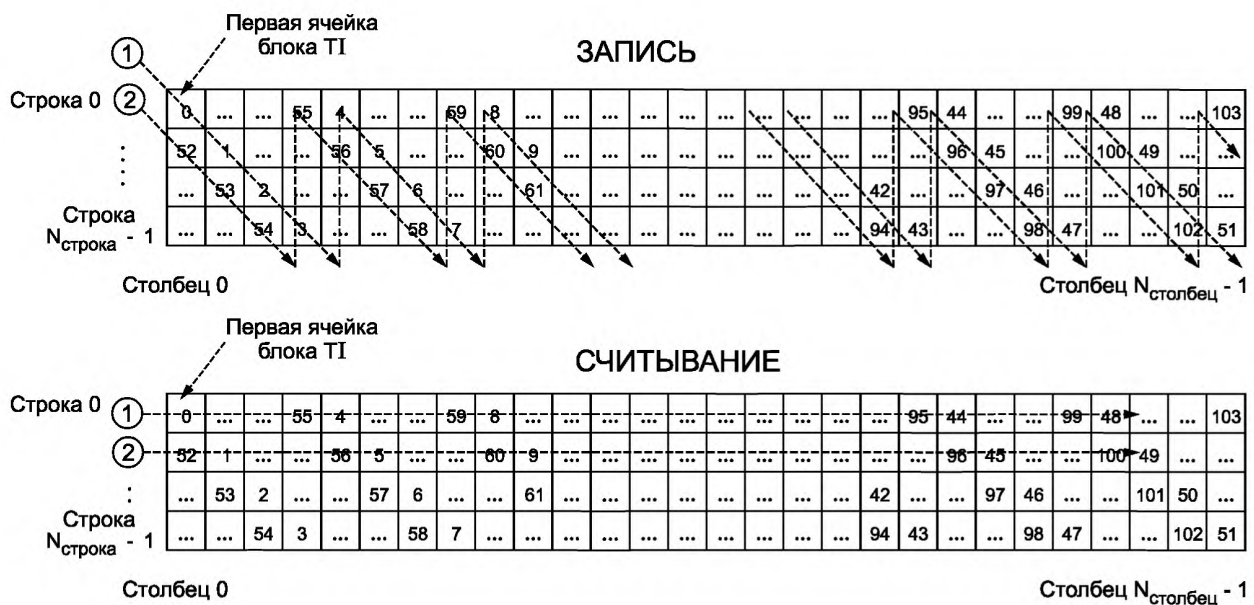 Первая ячейка
блока TI
ЗАПИСЬ
1
Строка 0 2 0 ... ... 55 4 ... ... 59 8 ... ... ... ... ... ... ... ... ... ... 95 44 ... ... 99 48 ... ... 103
52 1 ... ... 56 5 ... ... 60 9 ... ... ... ... ... ... ... ... ... ... 96 45 ... ... 100 49 ... ...
... 53 2 ... ... 57 6 ... ... 61 ... ... ... ... ... ... ... ... 42 ... ... 97 46 ... ... 101 50 ...
Строка
Nстрока - 1 ... ... 54 3 ... ... 58 7 ... ... ... ... ... ... ... ... ... ... 94 43 ... ... 98 47 ... ... 102 51
Столбец 0 Столбец Nстолбец - 1
Первая ячейка
блока TI
СЧИТЫВАНИЕ
Строка 0 1 0 ... ... 55 4 ... ... 59 8 ... ... ... ... ... ... ... ... ... ... 95 44 ... ... 99 48 ... ... 103
2 52 1 ... ... 56 5 ... ... 60 9 ... ... ... ... ... ... ... ... ... ... 96 45 ... ... 100 49 ... ...
... 53 2 ... ... 57 6 ... ... 61 ... ... ... ... ... ... ... ... 42 ... ... 97 46 ... ... 101 50 ...
Строка
Nстрока - 1 ... ... 54 3 ... ... 58 7 ... ... ... ... ... ... ... ... ... ... 94 43 ... ... 98 47 ... ... 102 51
Столбец 0 Столбец Nстолбец - 1